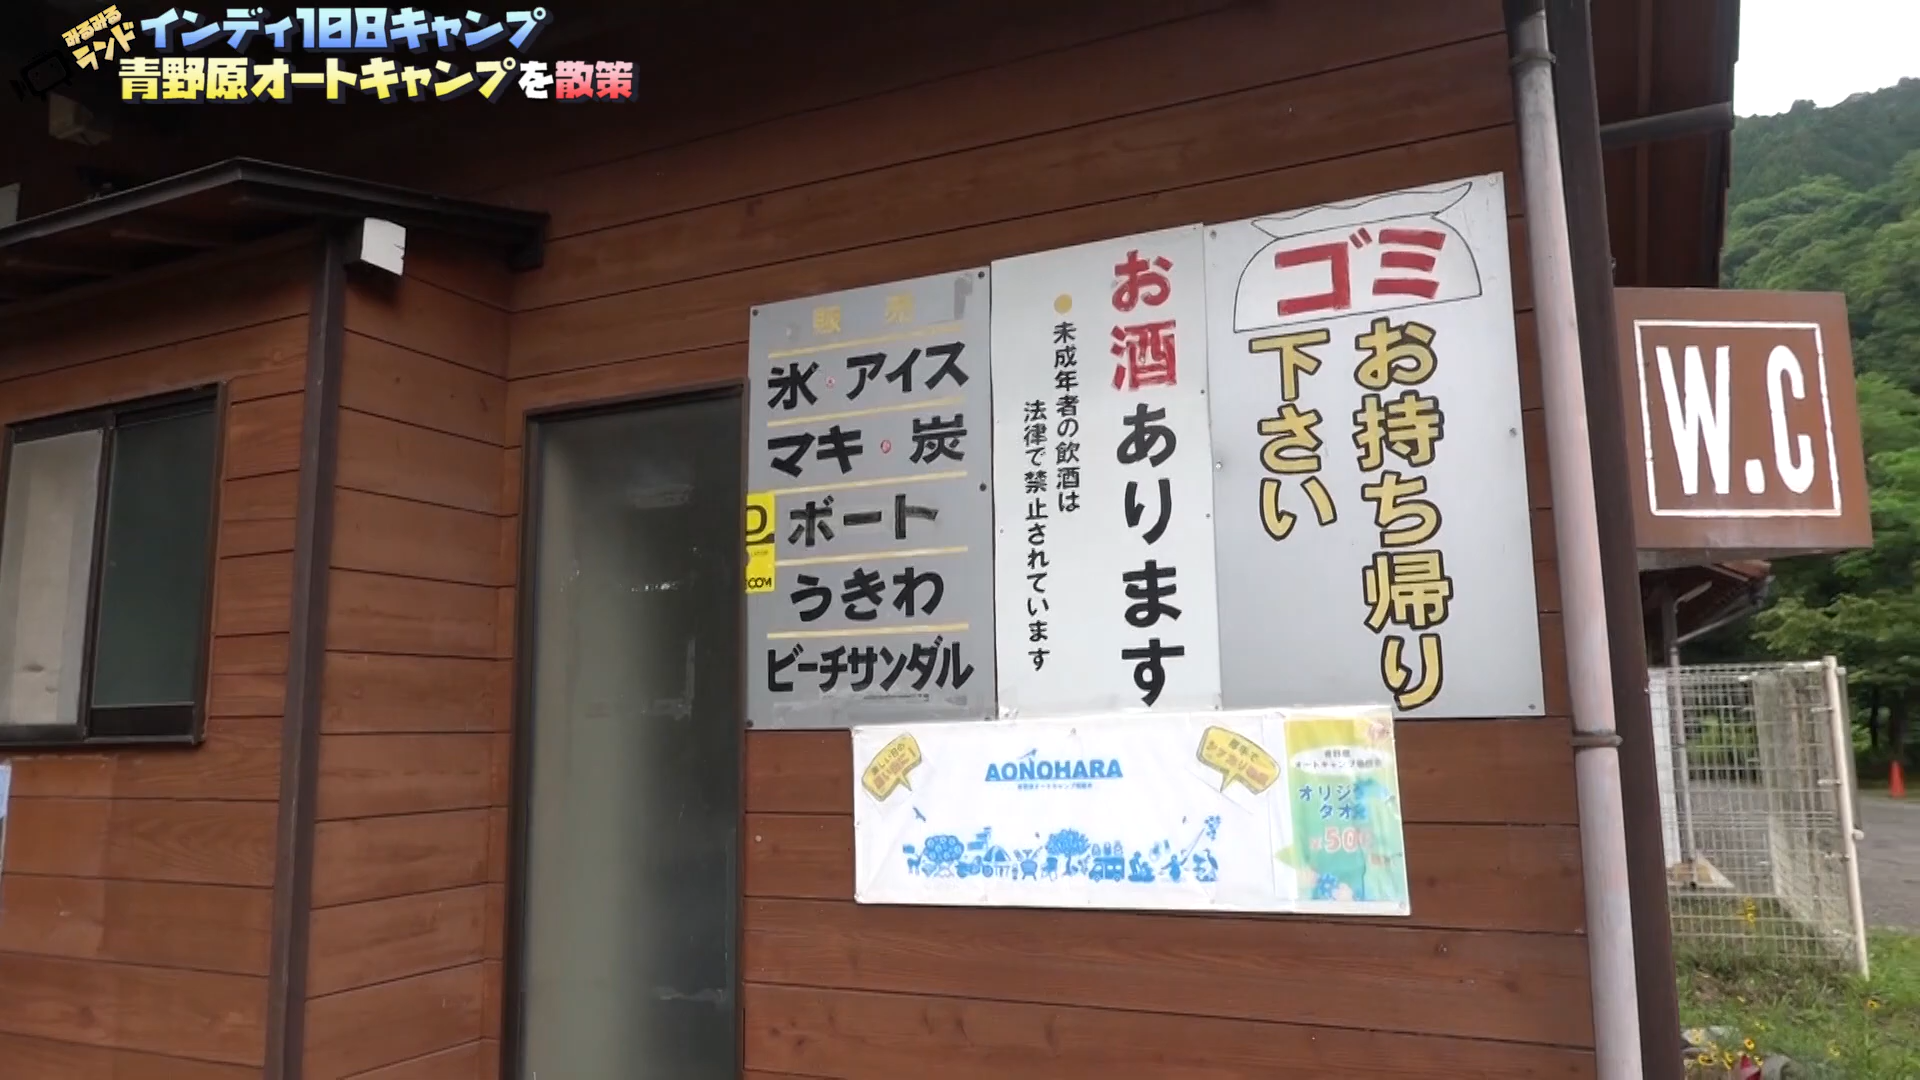 みるみる
ランド
インディ108キャンプ
青野原オートキャンプを散策
販売
氷・アイス
マキ・炭
ボート
うきわ
ビーチサンダル
お酒あります
●未成年者の飲酒は
法律で禁止されています
ゴミ
お持ち帰り
下さい
W.C
AONOHARA
青野原
オリジ
タオ